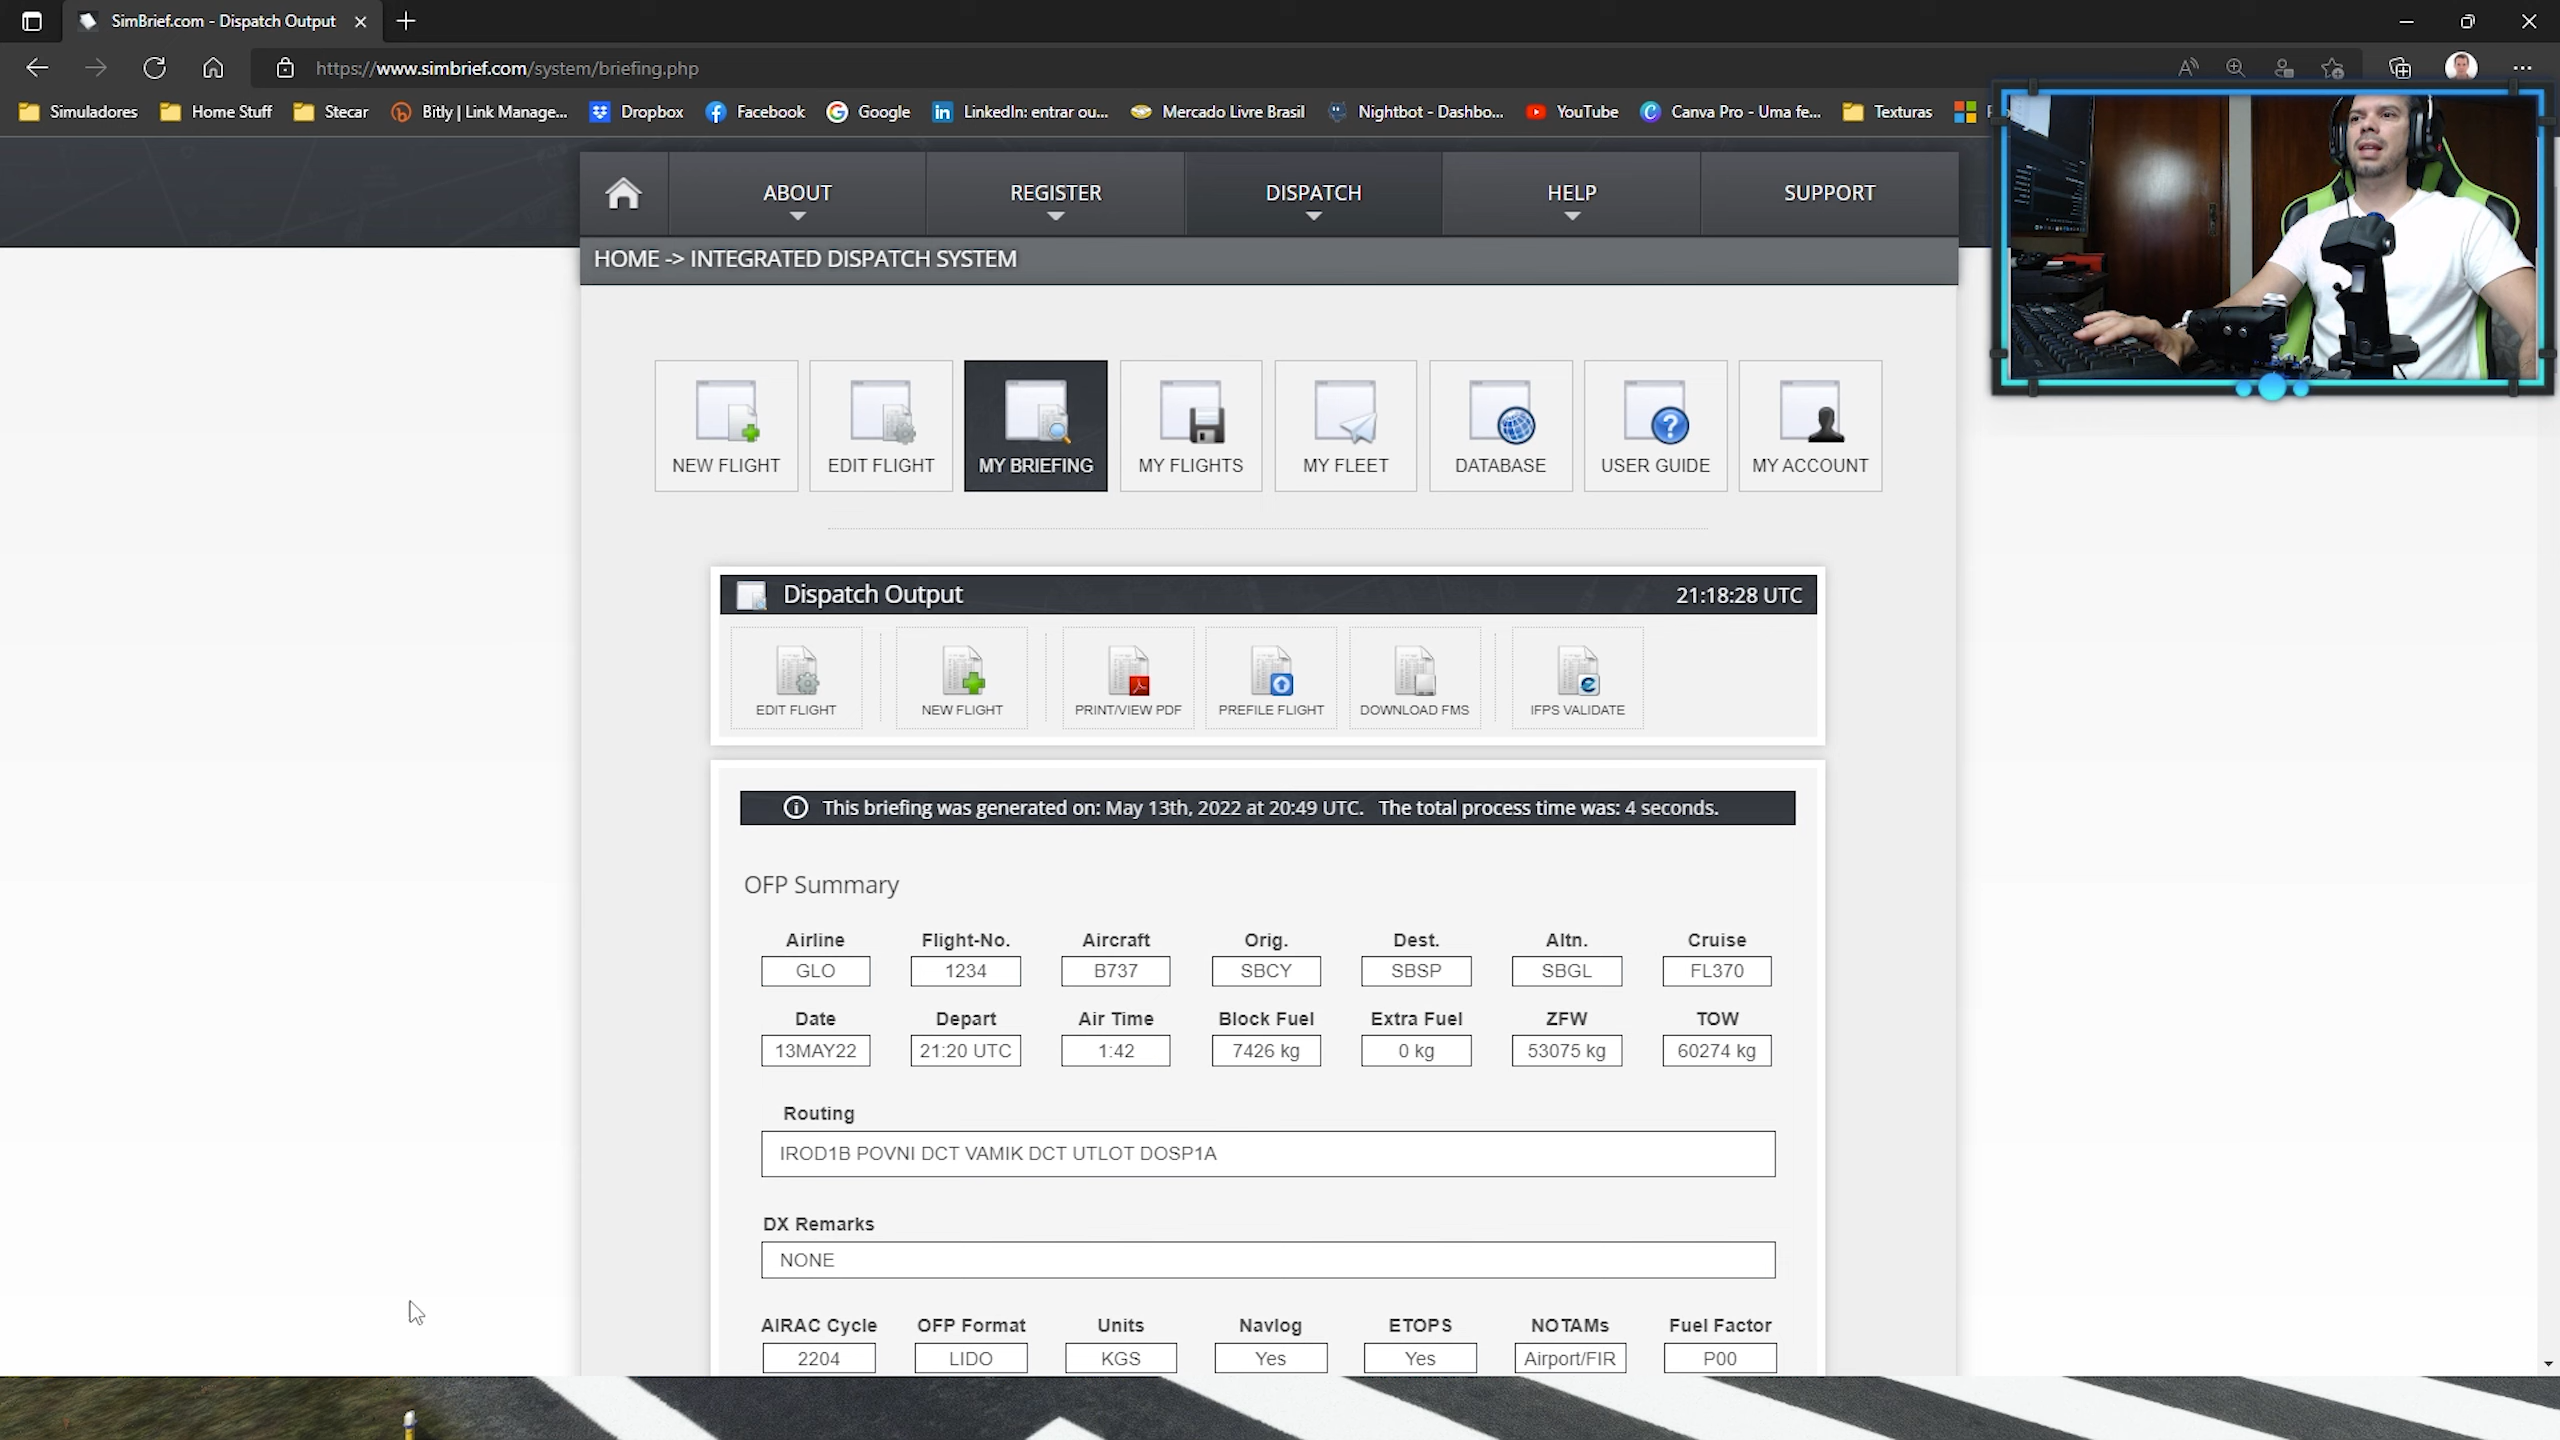 SimBrief.com - Dispatch Output
https://www.simbrief.com/system/briefing.php
Simuladores Home Stuff Stecar Bitly | Link Manage... Dropbox Facebook Google LinkedIn: entrar ou... Mercado Livre Brasil Nightbot - Dashbo... YouTube Canva Pro - Uma fe... Texturas
ABOUT REGISTER DISPATCH HELP SUPPORT
HOME -> INTEGRATED DISPATCH SYSTEM
NEW FLIGHT EDIT FLIGHT MY BRIEFING MY FLIGHTS MY FLEET DATABASE USER GUIDE MY ACCOUNT
Dispatch Output 21:18:28 UTC
EDIT FLIGHT NEW FLIGHT PRINT/VIEW PDF PREFILE FLIGHT DOWNLOAD FMS IFPS VALIDATE
This briefing was generated on: May 13th, 2022 at 20:49 UTC. The total process time was: 4 seconds.
OFP Summary
Airline Flight-No. Aircraft Orig. Dest. Altn. Cruise
GLO 1234 B737 SBCY SBSP SBGL FL370
Date Depart Air Time Block Fuel Extra Fuel ZFW TOW
13MAY22 21:20 UTC 1:42 7426 kg 0 kg 53075 kg 60274 kg
Routing
IROD1B POVNI DCT VAMIK DCT UTLOT DOSP1A
DX Remarks
NONE
AIRAC Cycle OFP Format Units Navlog ETOPS NOTAMs Fuel Factor
2204 LIDO KGS Yes Yes Airport/FIR P00